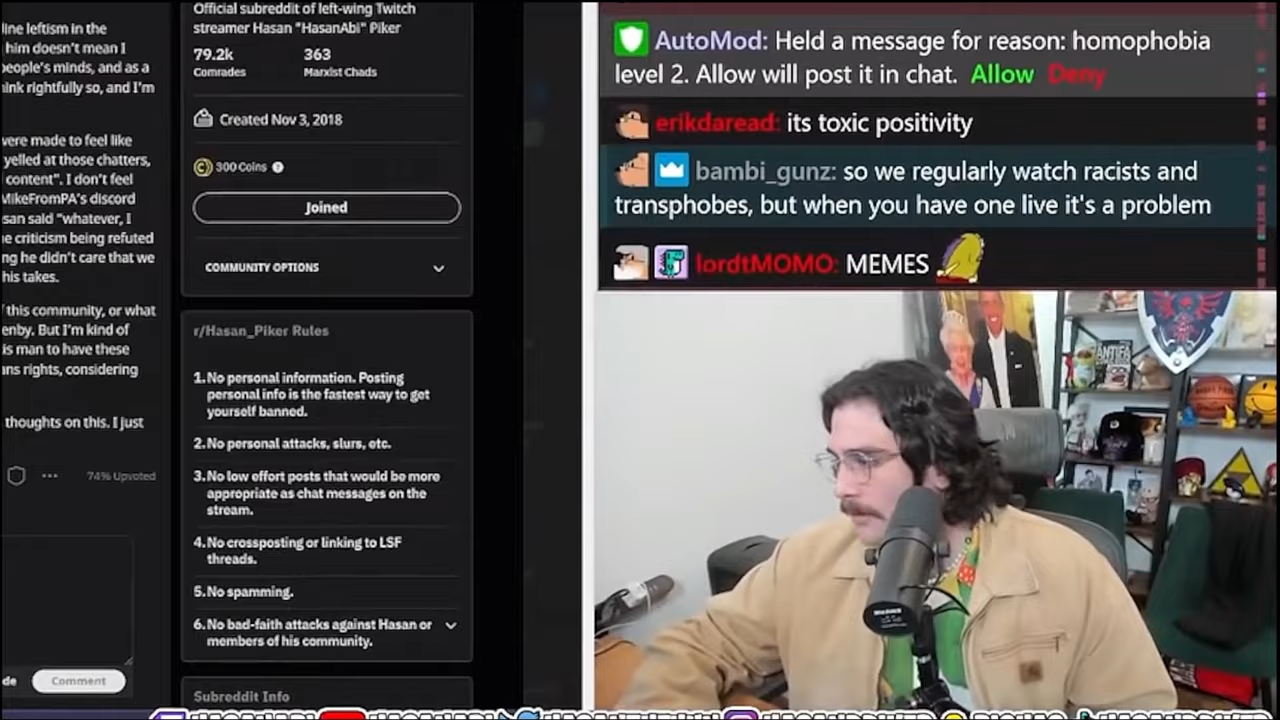 line leftism in the
him doesn't mean I
people's minds, and as a
ink rightfully so, and I'm
were made to feel like
yelled at those chatters,
content". I don't feel
MikeFromPA's discord
san said "whatever, I
e criticism being refuted
ng he didn't care that we
his takes.
f this community, or what
enby. But I'm kind of
is man to have these
ans rights, considering
thoughts on this. I just
74% Upvoted
Comment
Official subreddit of left-wing Twitch
streamer Hasan "HasanAbi" Piker
79.2k 363
Comrades Marxist Chads
Created Nov 3, 2018
300 Coins
Joined
COMMUNITY OPTIONS
r/Hasan_Piker Rules
1. No personal information. Posting
personal info is the fastest way to get
yourself banned.
2. No personal attacks, slurs, etc.
3. No low effort posts that would be more
appropriate as chat messages on the
stream.
4. No crossposting or linking to LSF
threads.
5. No spamming.
6. No bad-faith attacks against Hasan or
members of his community.
Subreddit Info
AutoMod: Held a message for reason: homophobia
level 2. Allow will post it in chat. Allow Deny
erikdaread: its toxic positivity
bambi_gunz: so we regularly watch racists and
transphobes, but when you have one live it's a problem
lordtMOMO: MEMES
ANTIFA